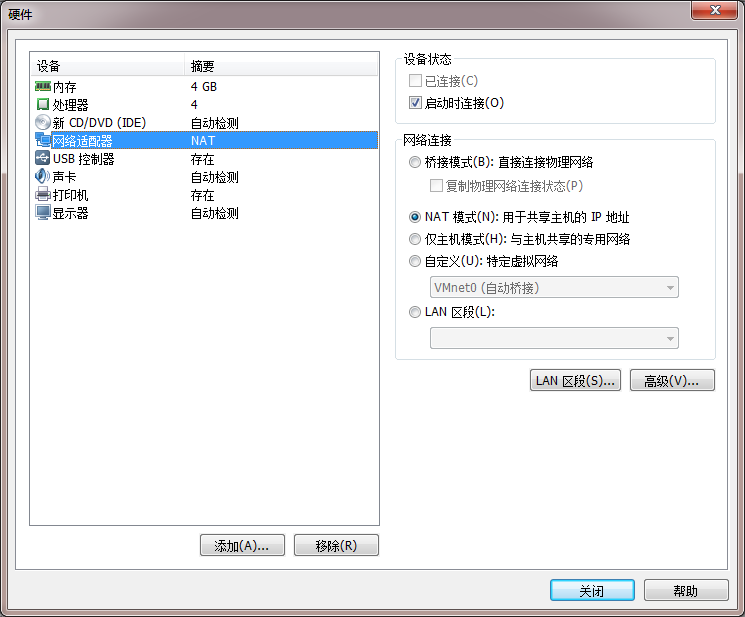 硬件
设备 摘要
内存 4 GB
处理器 4
新 CD/DVD (IDE) 自动检测
网络适配器 NAT
USB 控制器 存在
声卡 自动检测
打印机 存在
显示器 自动检测
添加(A)... 移除(R)
设备状态
已连接(C)
启动时连接(O)
网络连接
桥接模式(B): 直接连接物理网络
复制物理网络连接状态(P)
NAT 模式(N): 用于共享主机的 IP 地址
仅主机模式(H): 与主机共享的专用网络
自定义(U): 特定虚拟网络
VMnet0 (自动桥接)
LAN 区段(L):
LAN 区段(S)... 高级(V)...
关闭 帮助